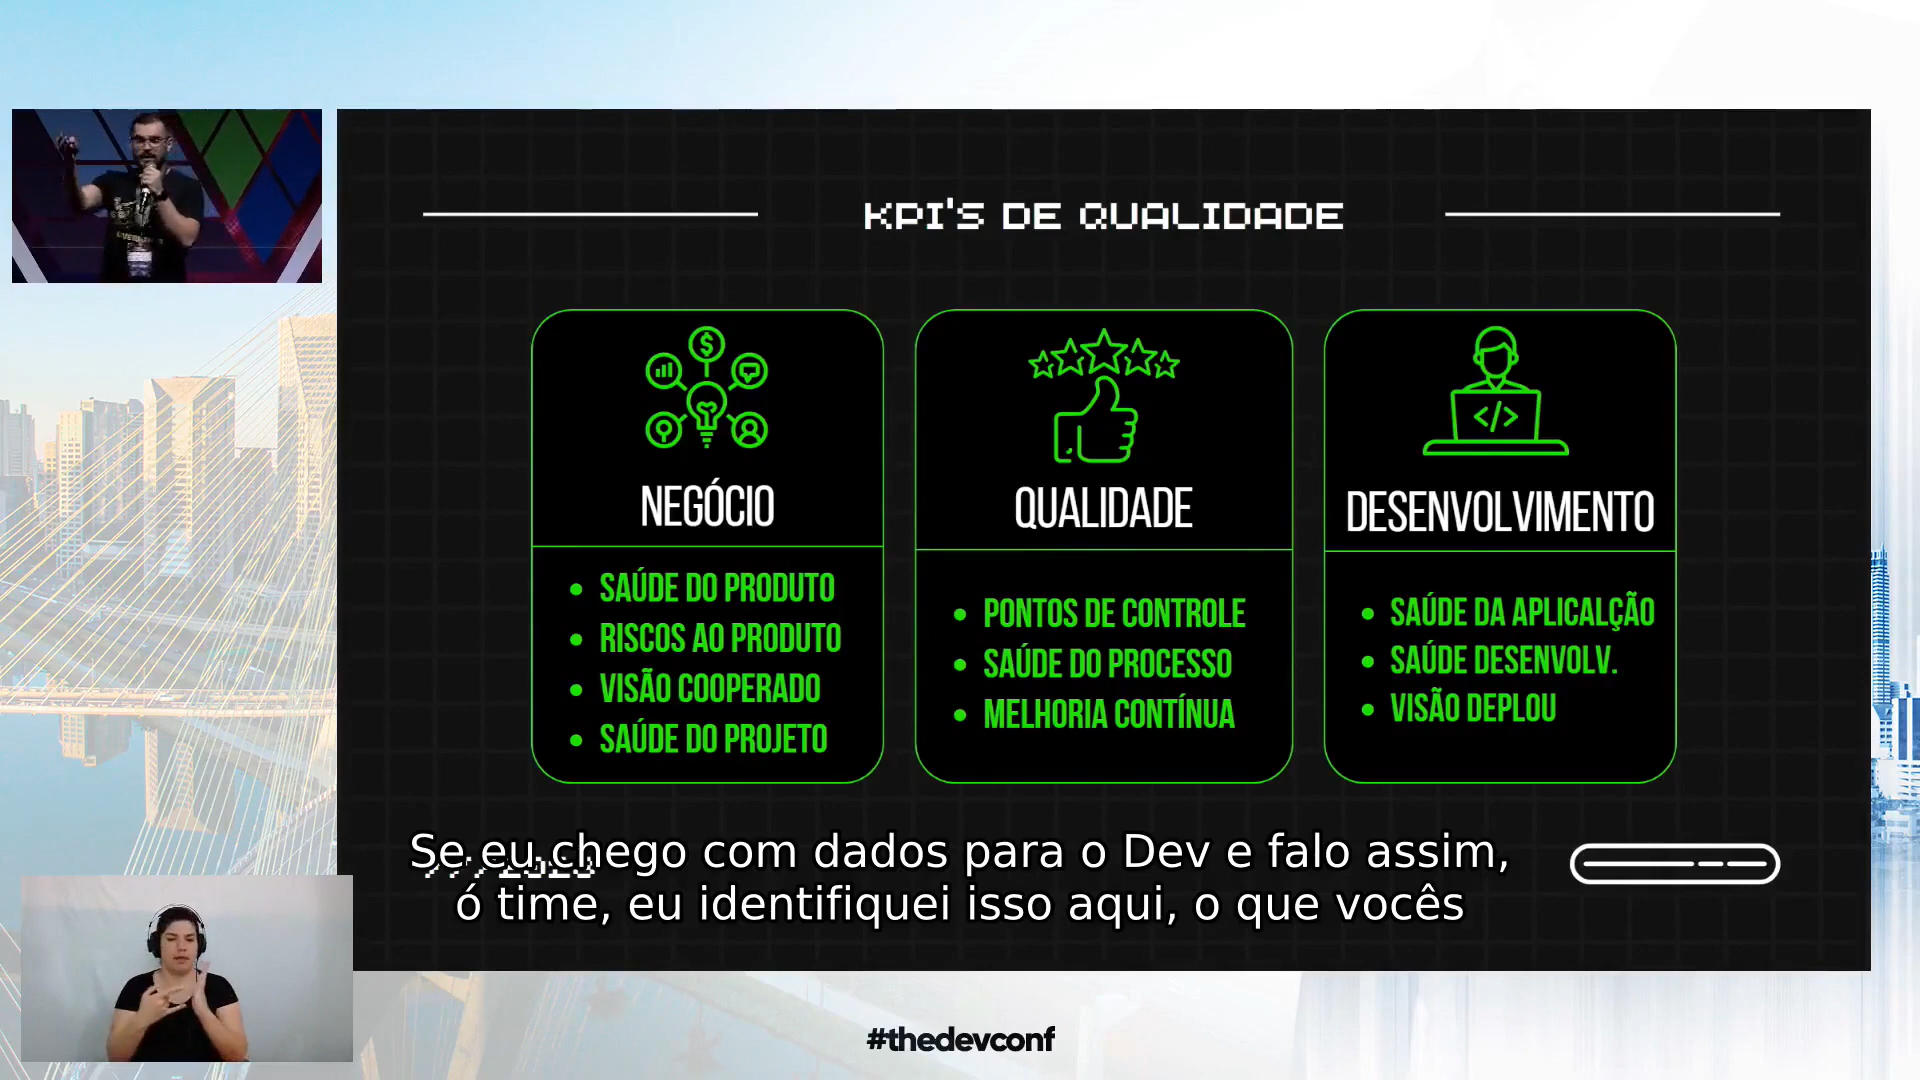 KPI'S DE QUALIDADE
NEGÓCIO
SAÚDE DO PRODUTO
RISCOS AO PRODUTO
VISÃO COOPERADO
SAÚDE DO PROJETO
QUALIDADE
PONTOS DE CONTROLE
SAÚDE DO PROCESSO
MELHORIA CONTÍNUA
DESENVOLVIMENTO
SAÚDE DA APLICALÇÃO
SAÚDE DESENVOLV.
VISÃO DEPLOU
Se eu chego com dados para o Dev e falo assim,
ó time, eu identifiquei isso aqui, o que vocês
#thedevconf